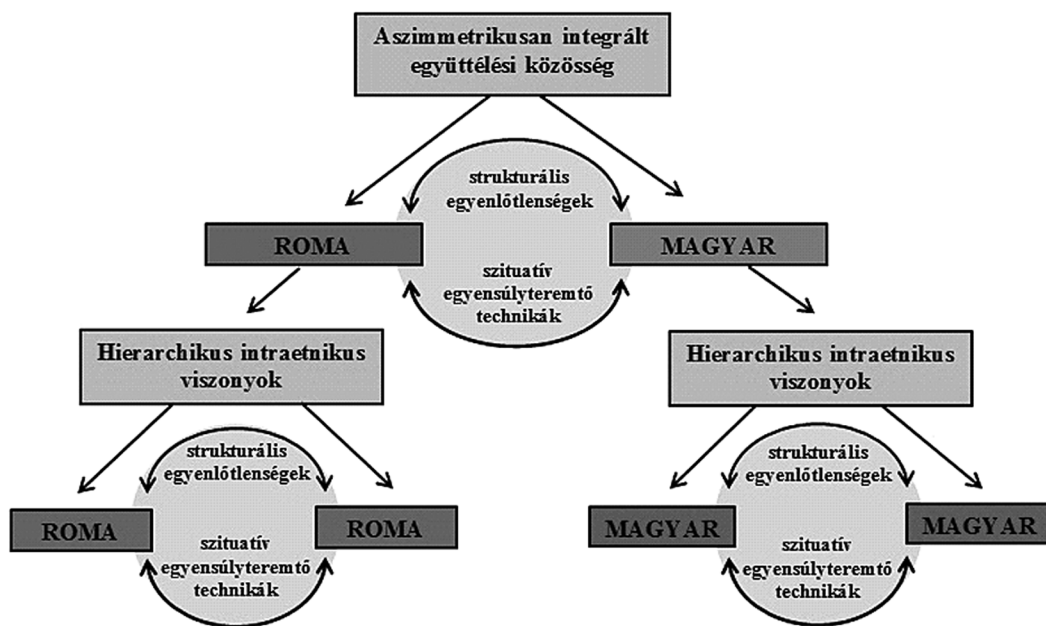 Aszimmetrikusan integrált
együttélési közösség
strukturális
egyenlőtlenségek
ROMA
MAGYAR
szituatív
egyensúlyteremtő
technikák
Hierarchikus intraetnikus
viszonyok
Hierarchikus intraetnikus
viszonyok
strukturális
egyenlőtlenségek
strukturális
egyenlőtlenségek
ROMA
ROMA
MAGYAR
MAGYAR
szituatív
egyensúlyteremtő
technikák
szituatív
egyensúlyteremtő
technikák